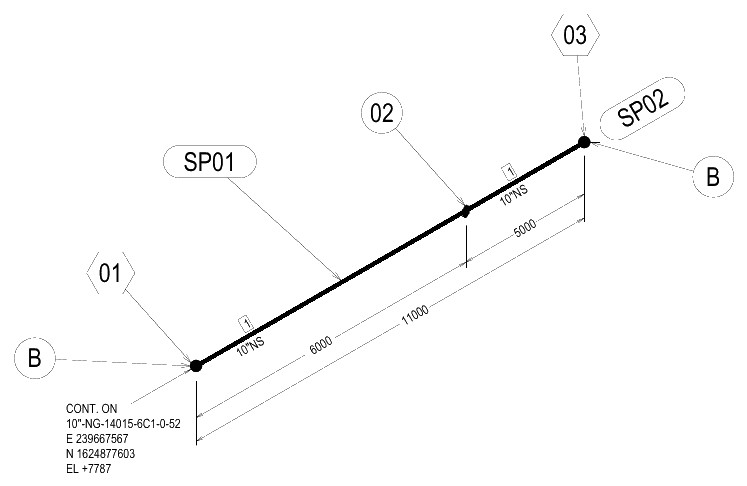 03
SP02
02
SP01
B
1
10"NS
5000
01
11000
1
6000
10"NS
B
CONT. ON
10"-NG-14015-6C1-0-52
E 239667567
N 1624877603
EL +7787